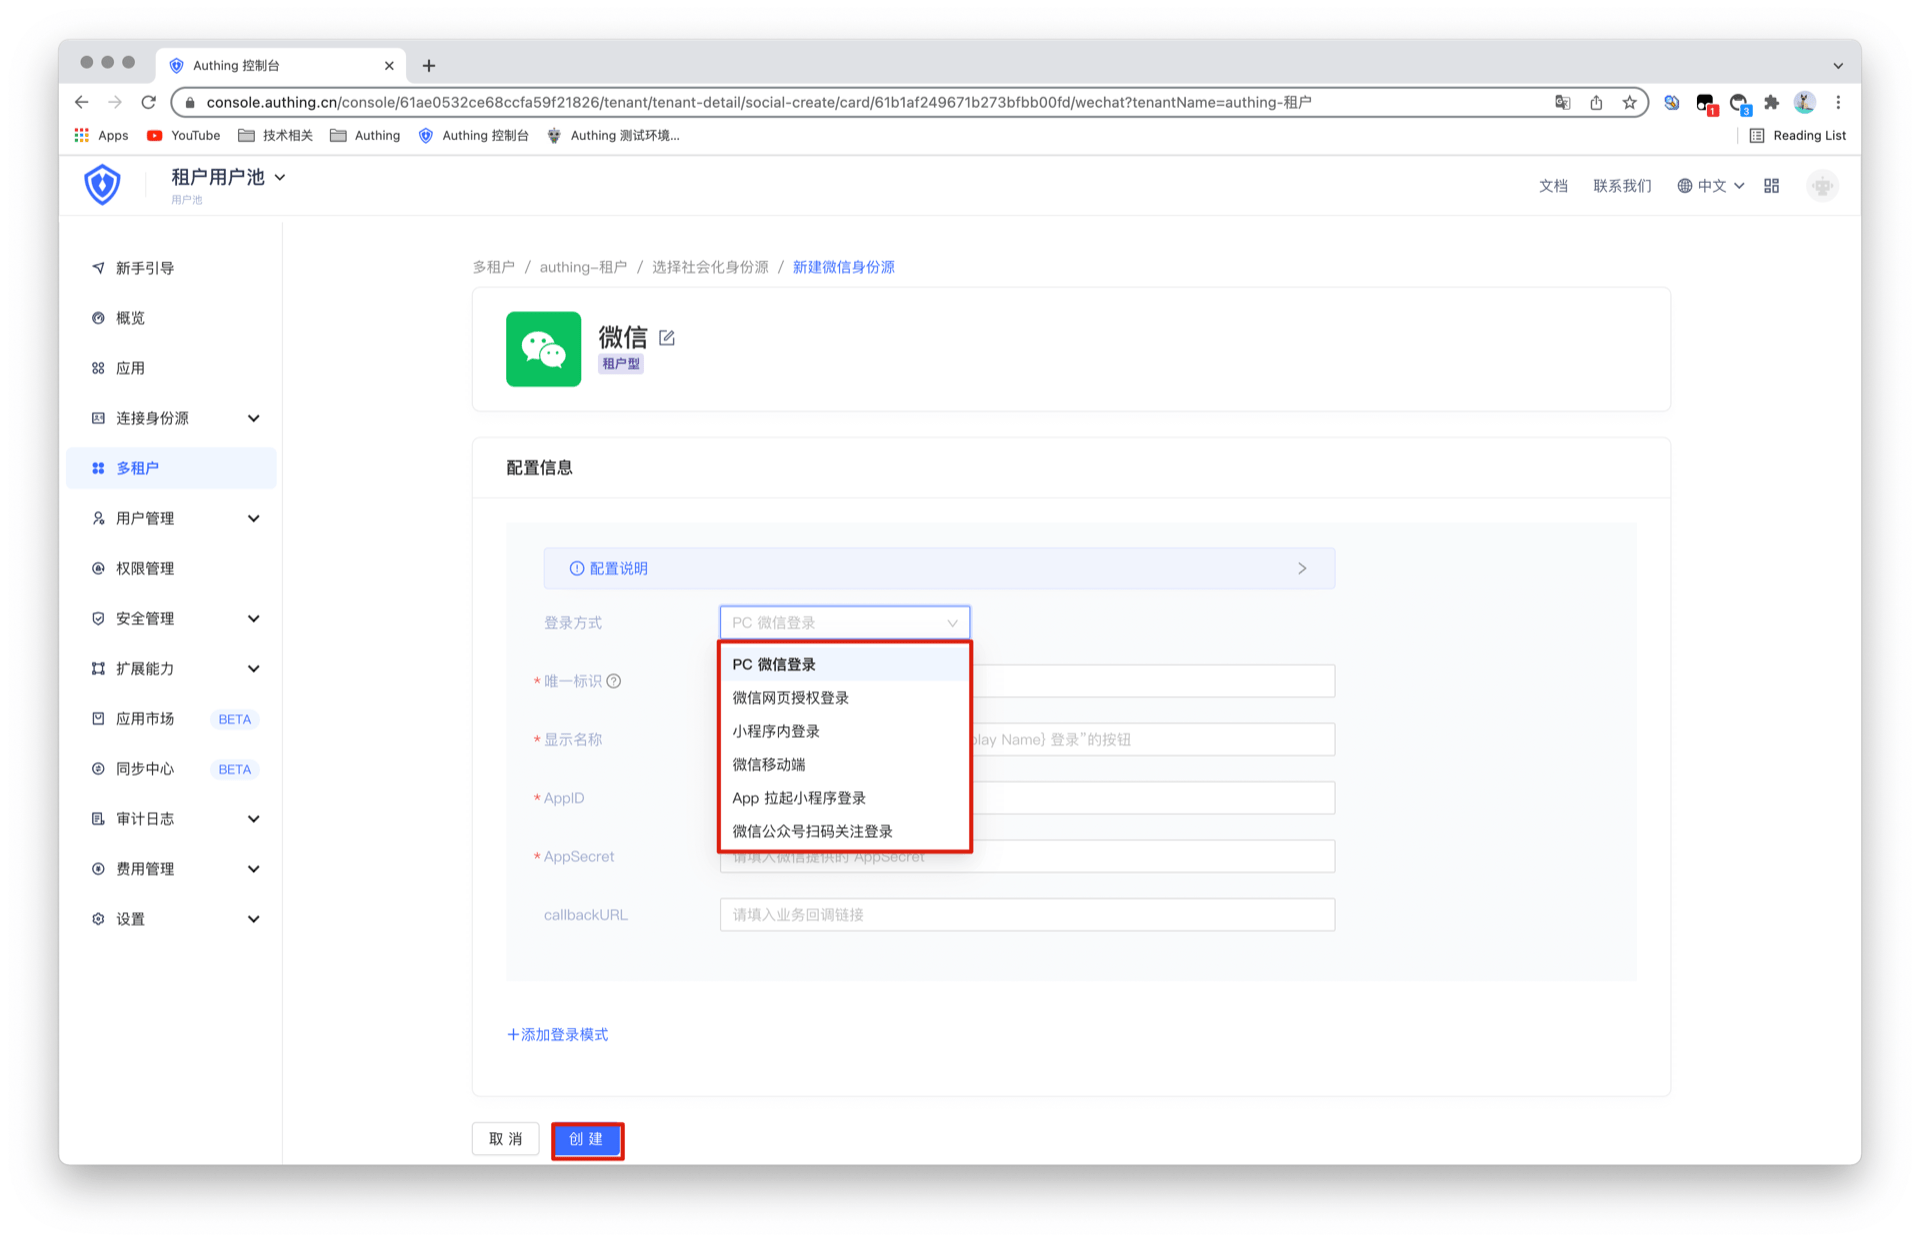 Authing 控制台
console.authing.cn/console/61ae0532ce68ccfa59f21826/tenant/tenant-detail/social-create/card/61b1af249671b273bfbb00fd/wechat?tenantName=authing-租户
1
3
Apps
YouTube
技术相关
Authing
Authing 控制台
Authing 测试环境...
Reading List
租户用户池
用户池
文档
联系我们
中文
新手引导
概览
应用
连接身份源
多租户
用户管理
权限管理
安全管理
扩展能力
应用市场 BETA
同步中心 BETA
审计日志
费用管理
设置
多租户 / authing-租户 / 选择社会化身份源 / 新建微信身份源
微信
租户型
配置信息
配置说明
登录方式
PC 微信登录
PC 微信登录
微信网页授权登录
小程序内登录
微信移动端
App 拉起小程序登录
微信公众号扫码关注登录
* 唯一标识
* 显示名称
play Name} 登录”的按钮
* AppID
* AppSecret
请填入微信提供的 AppSecret
callbackURL
请填入业务回调链接
+添加登录模式
取 消
创 建